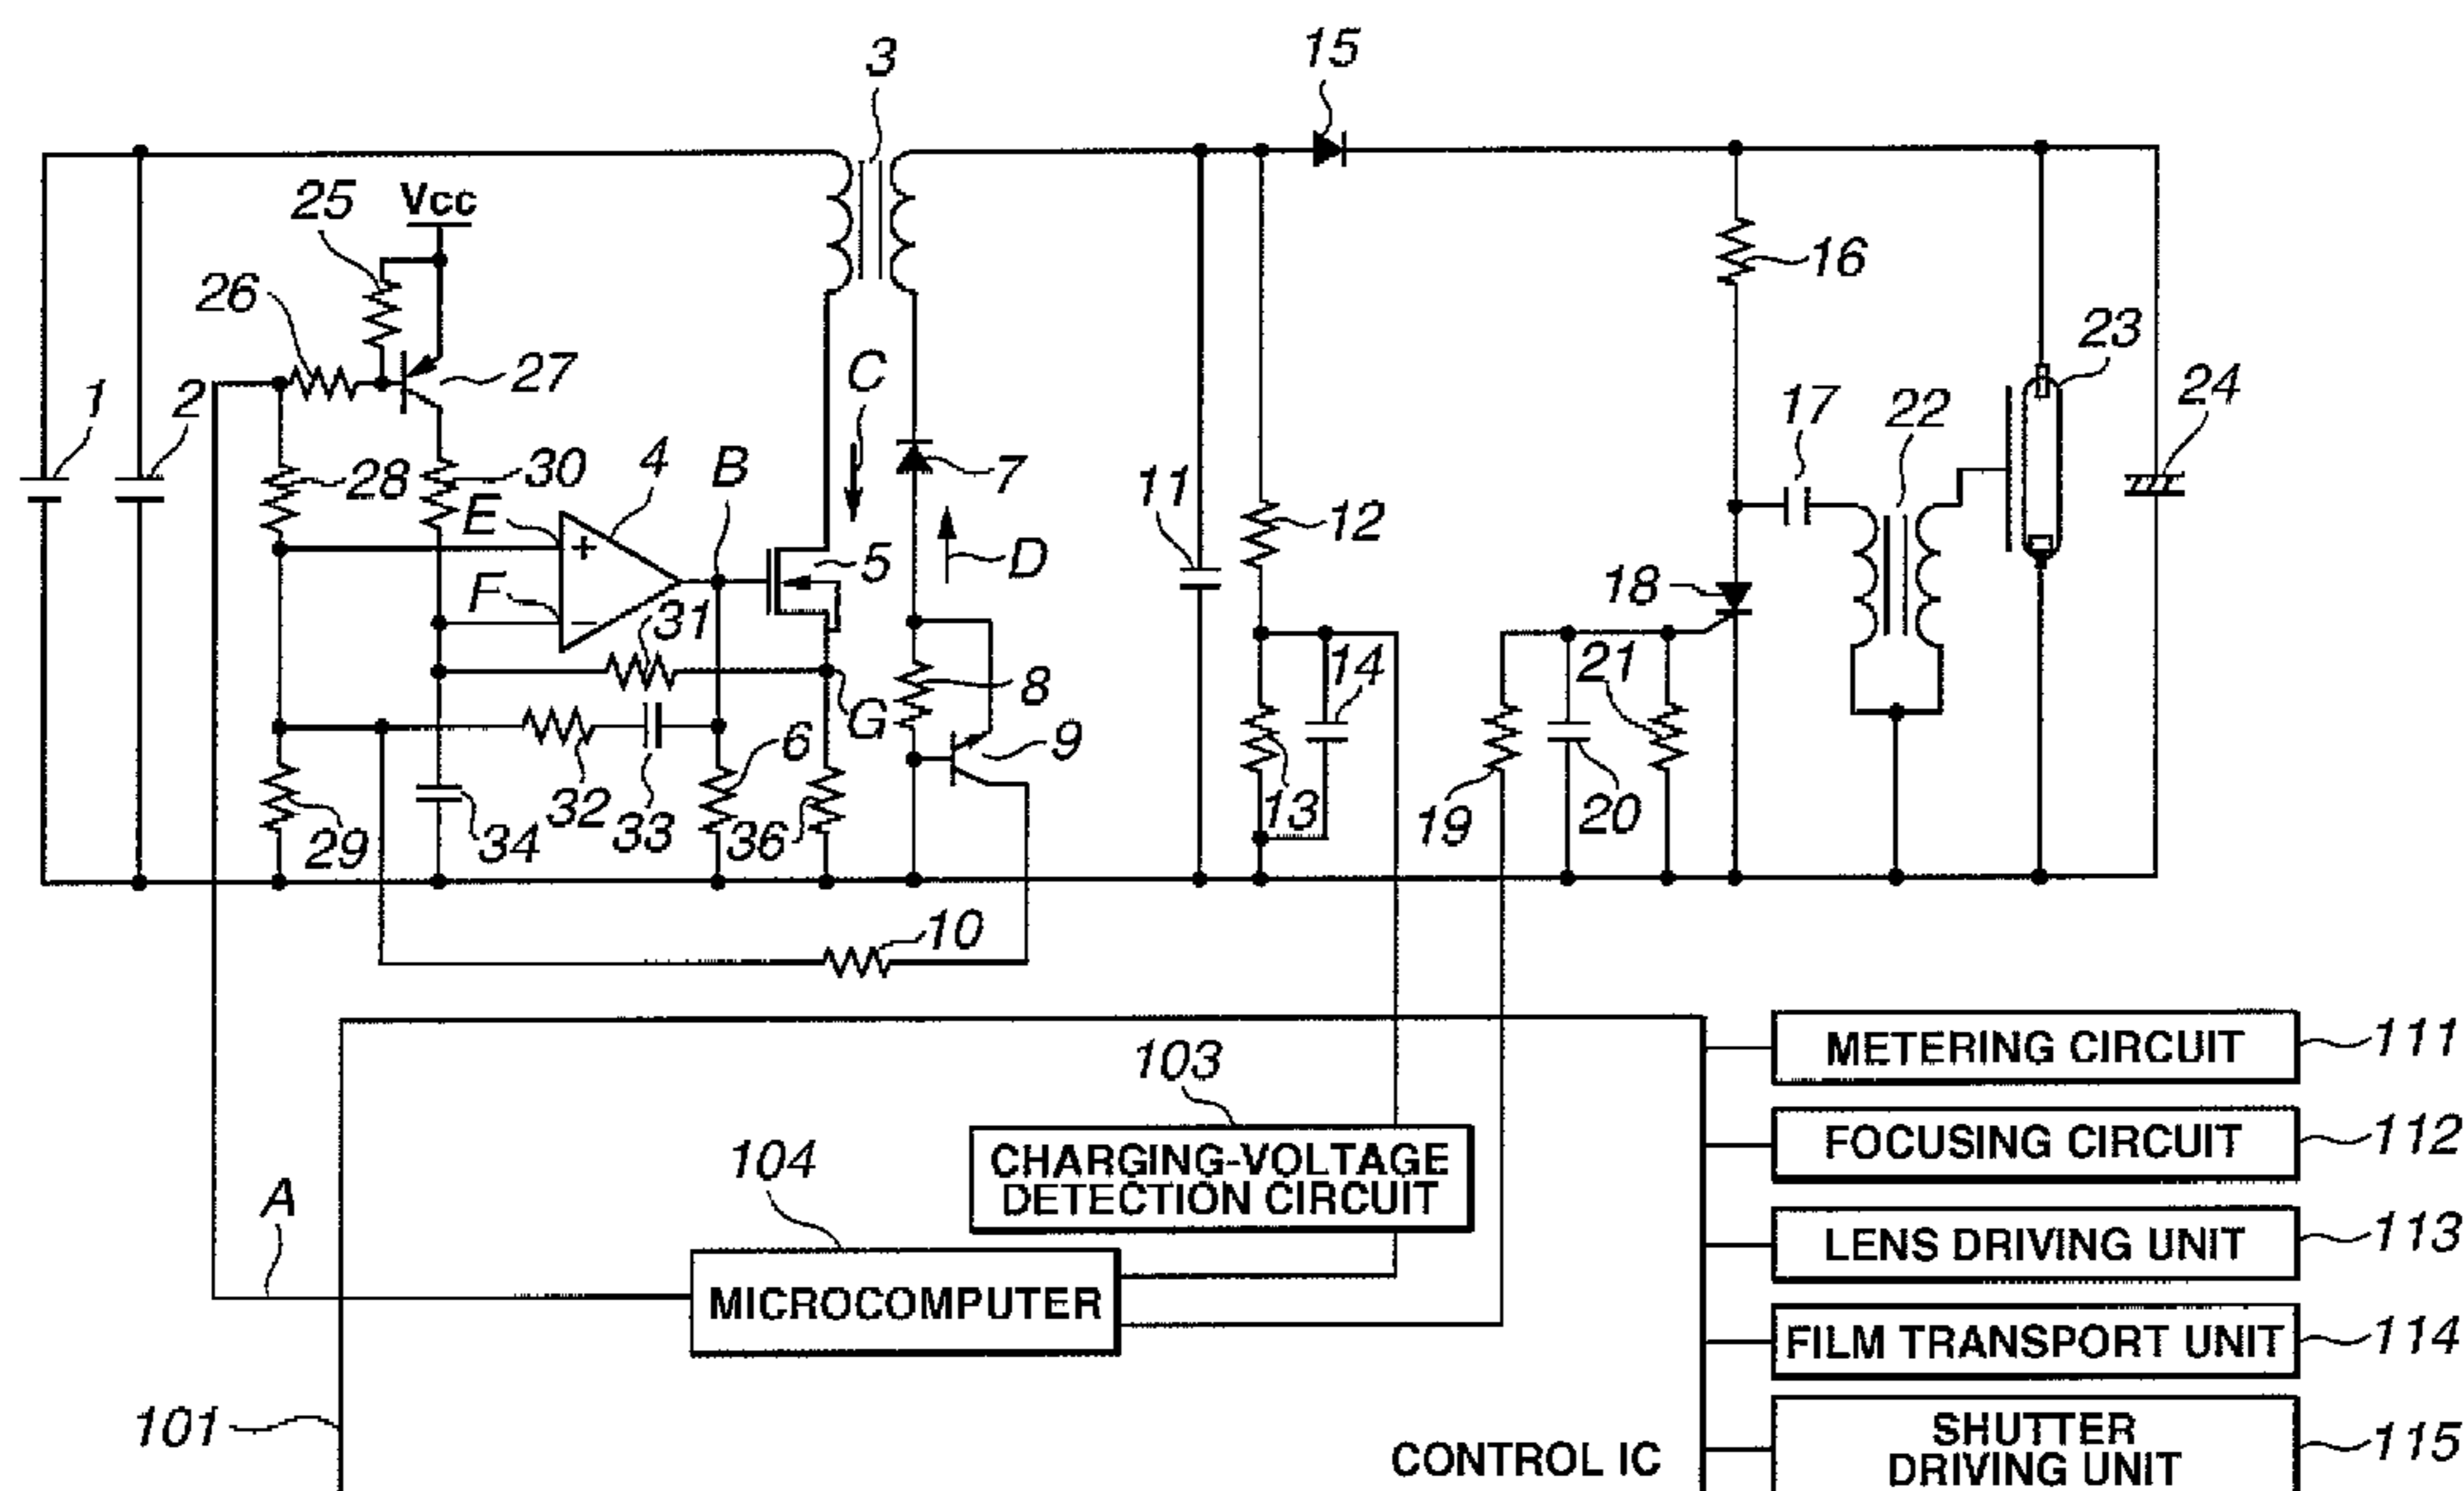 3
15
25
Vcc
26
16
23
1
2
27
C
17
22
24
28
30
4
B
7
11
E
12
5
D
F
31
18
14
21
8
G
6
9
29
34
32
33
36
13
19
20
10
103
METERING CIRCUIT
111
104
CHARGING-VOLTAGE
DETECTION CIRCUIT
FOCUSING CIRCUIT
112
A
LENS DRIVING UNIT
113
MICROCOMPUTER
FILM TRANSPORT UNIT
114
101
CONTROL IC
SHUTTER
DRIVING UNIT
115
+
−